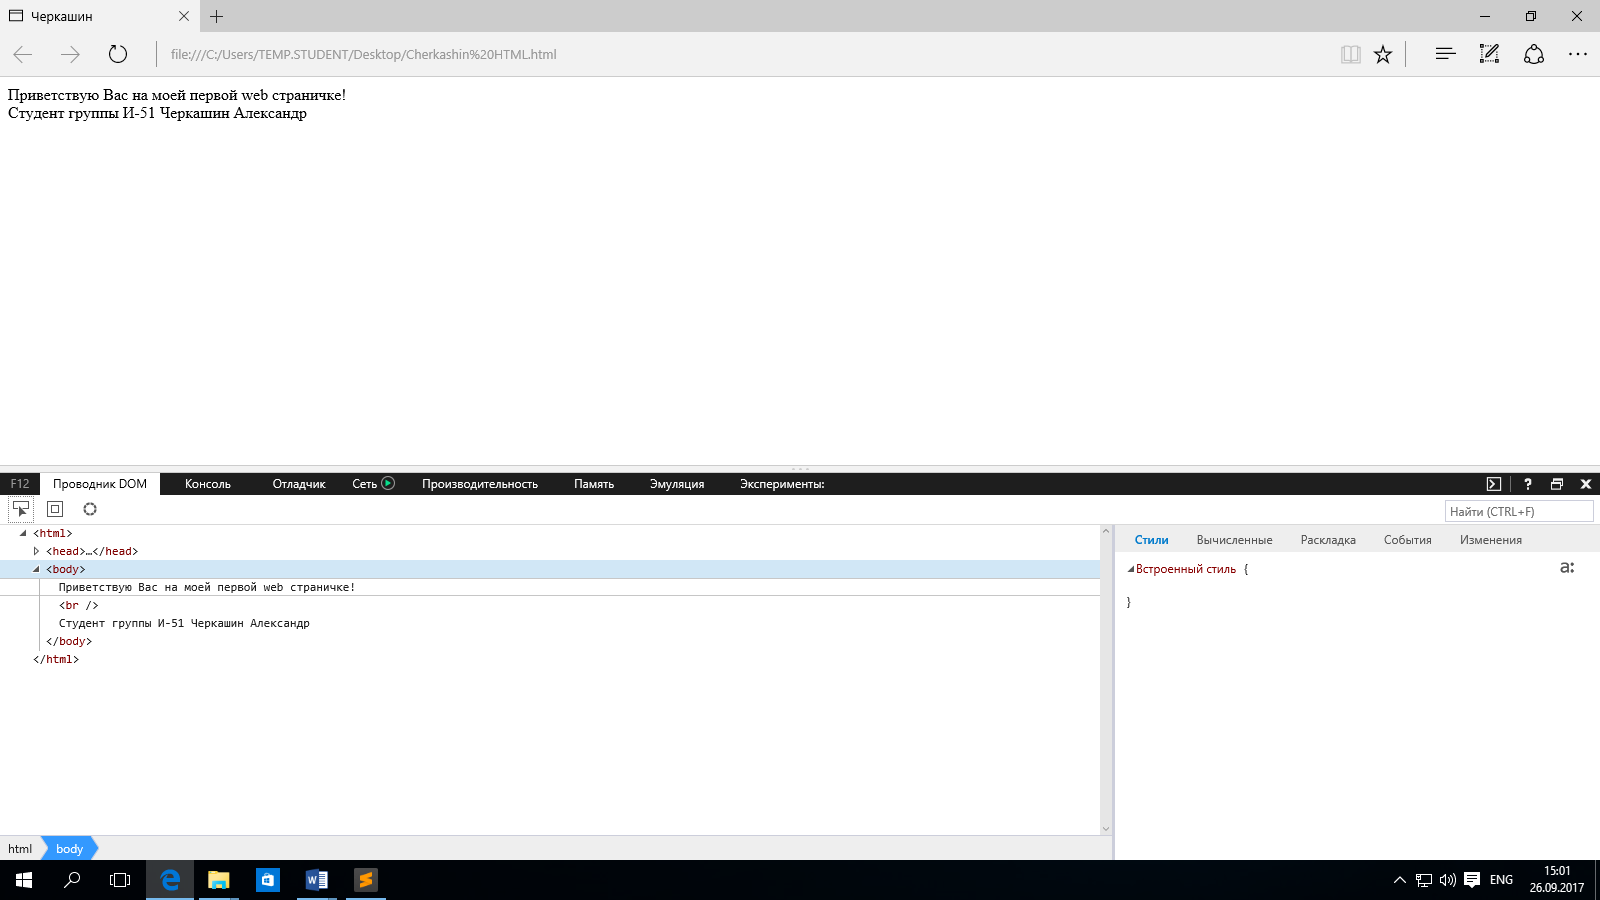 Черкашин
file:///C:/Users/TEMP.STUDENT/Desktop/Cherkashin%20HTML.html
Приветствую Вас на моей первой web страничке!
Студент группы И-51 Черкашин Александр
F12 Проводник DOM Консоль Отладчик Сеть Производительность Память Эмуляция Эксперименты: ?
Найти (CTRL+F)
<html>
<head>…</head>
<body>
Приветствую Вас на моей первой web страничке!
<br />
Студент группы И-51 Черкашин Александр
</body>
</html>
Стили Вычисленные Раскладка События Изменения
Встроенный стиль { a:
}
html body
ENG 15:01
26.09.2017